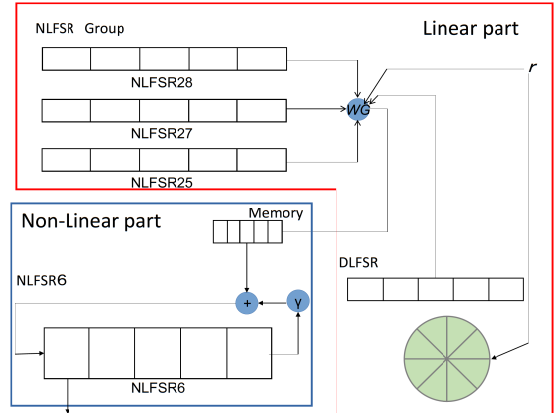 NLFSR Group
Linear part
r
NLFSR28
WG
NLFSR27
NLFSR25
Non-Linear part
Memory
DLFSR
NLFSR6
+
γ
NLFSR6